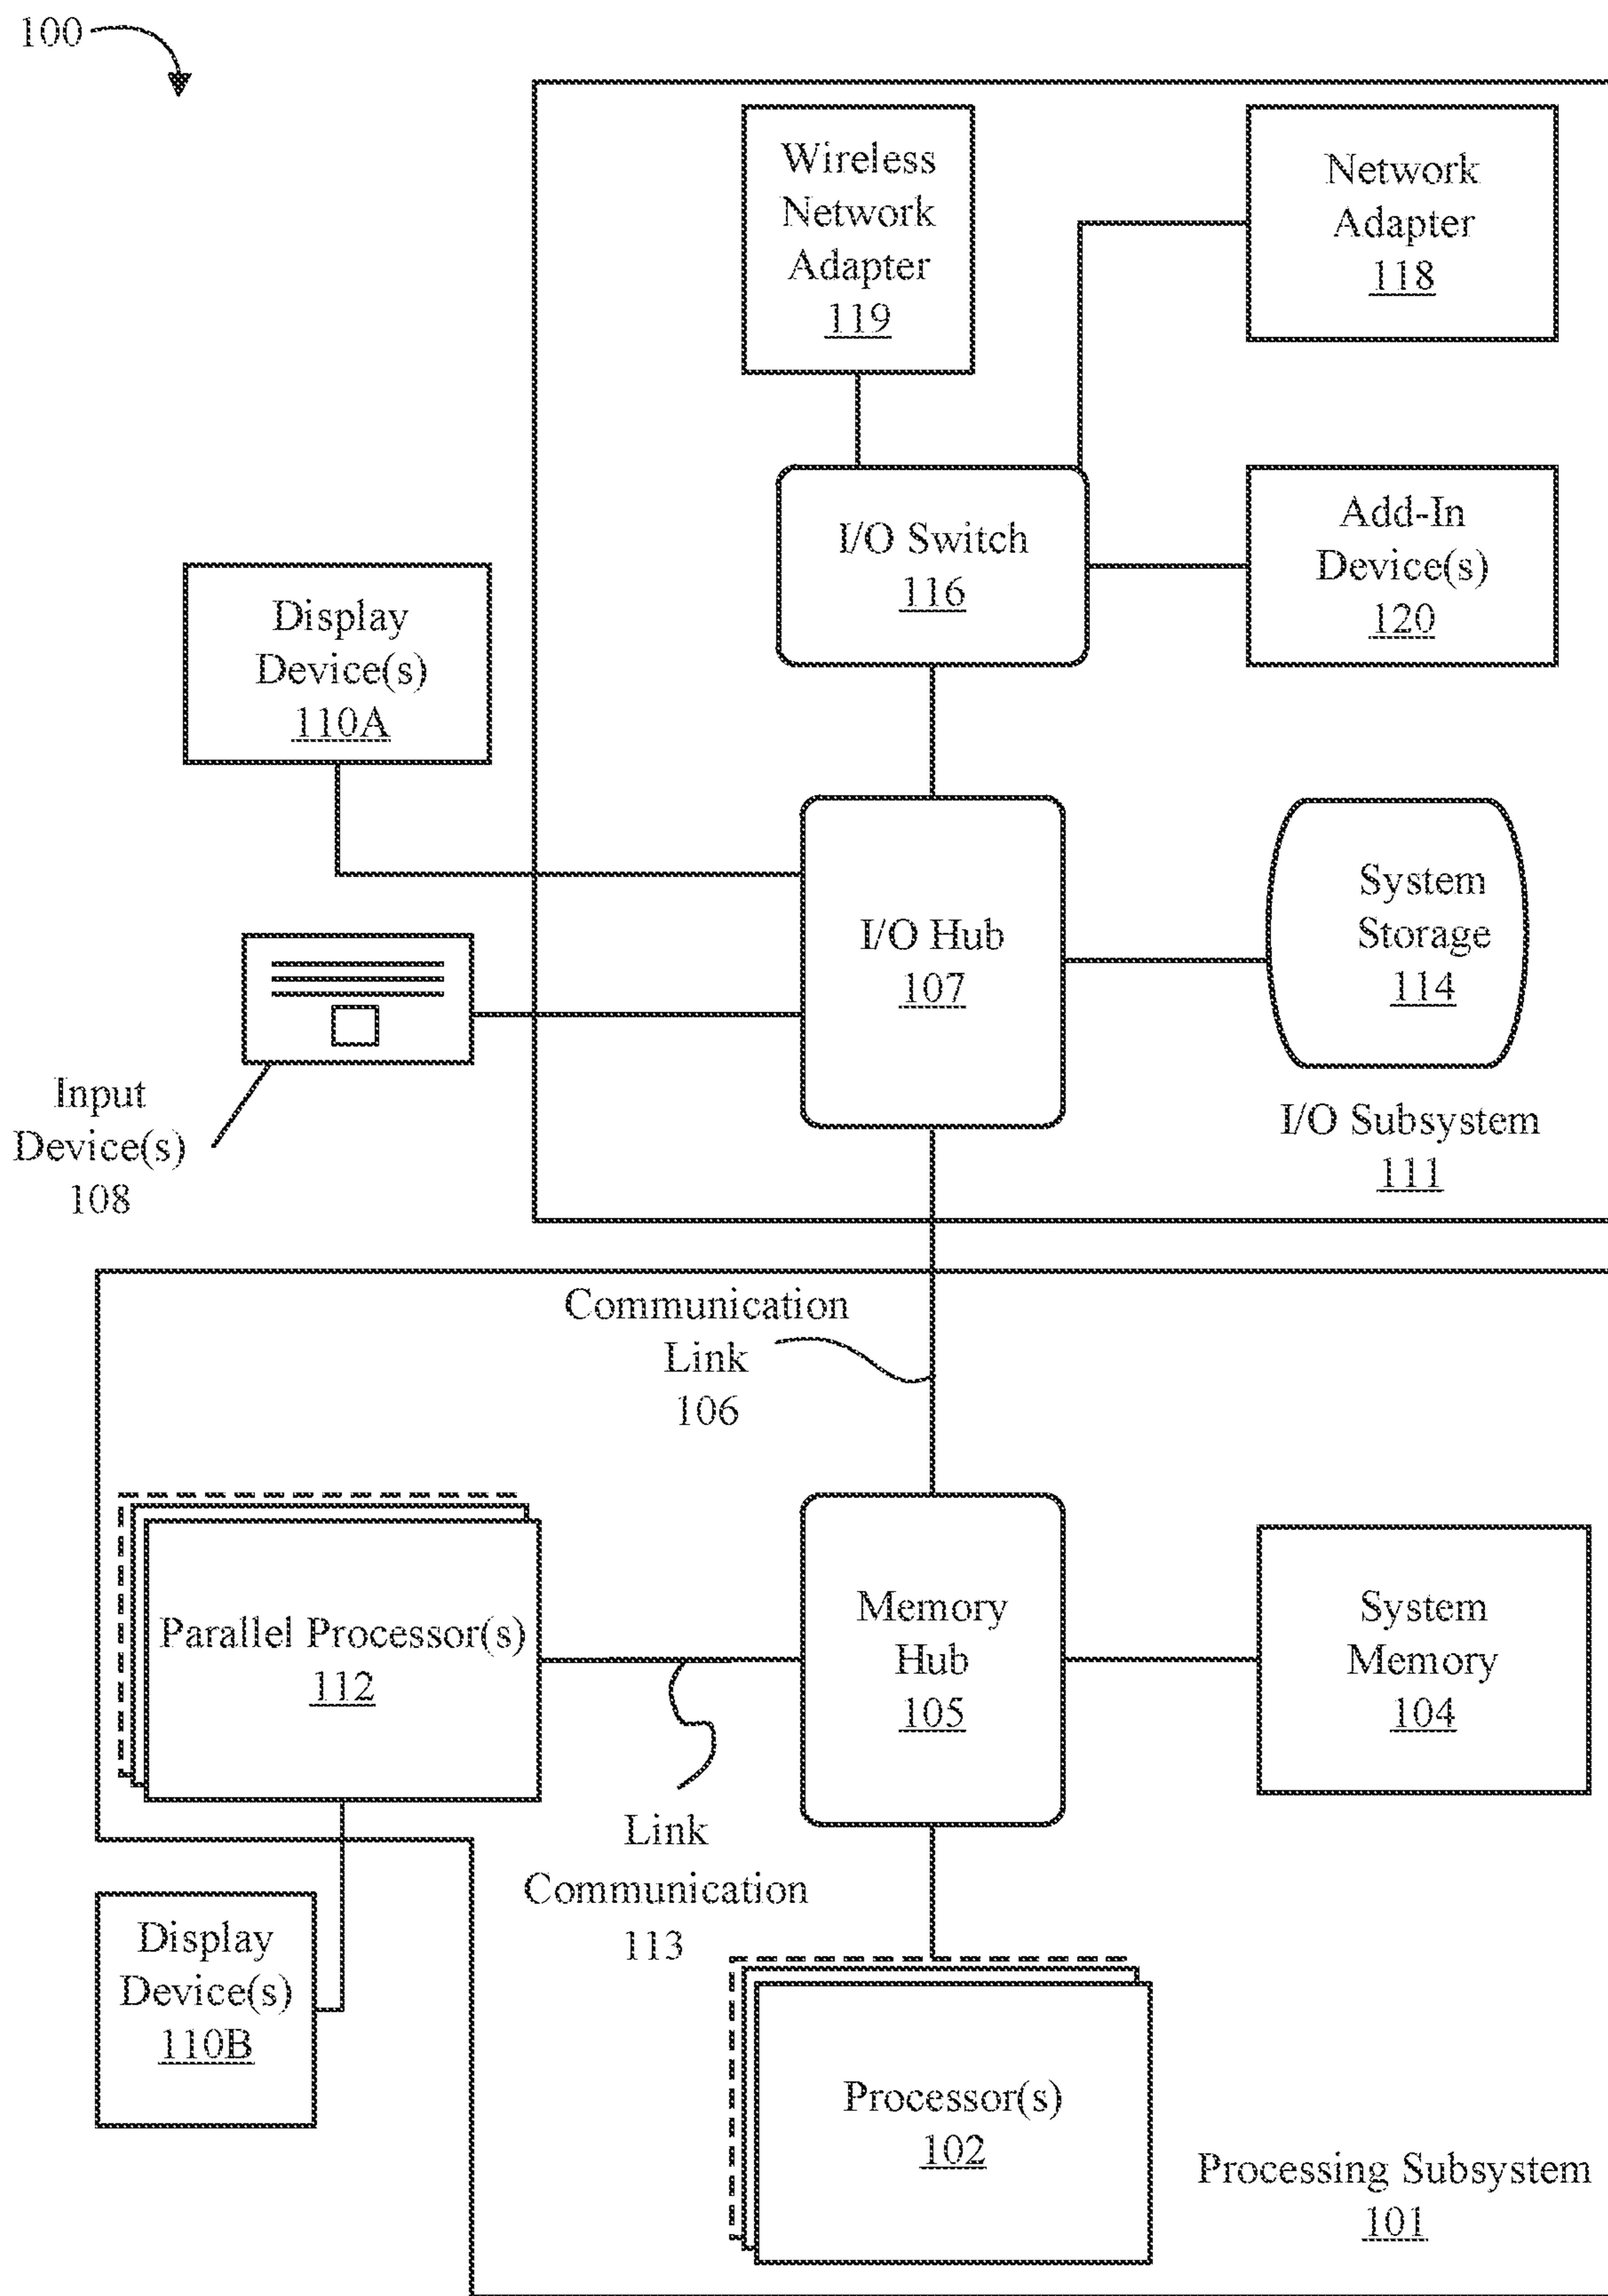 100
Wireless
Network
Adapter
119
Network
Adapter
118
I/O Switch
116
Add-In
Device(s)
120
Display
Device(s)
110A
I/O Hub
107
System
Storage
114
Input
Device(s)
108
I/O Subsystem
111
Communication
Link
106
Parallel Processor(s)
112
Memory
Hub
105
System
Memory
104
Link
Communication
113
Display
Device(s)
110B
Processor(s)
102
Processing Subsystem
101